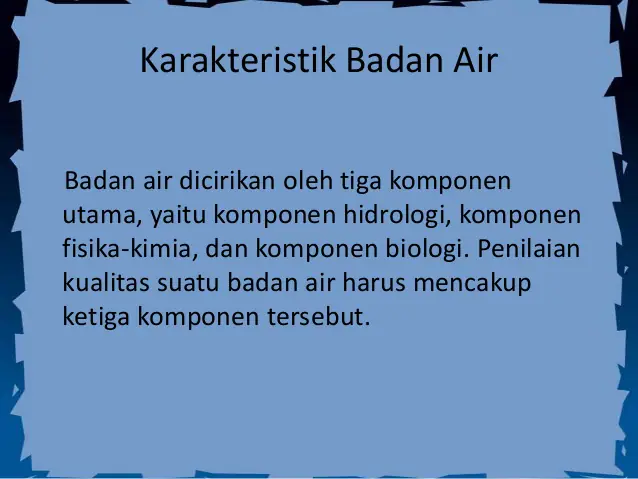 Karakteristik Badan Air
Badan air dicirikan oleh tiga komponen
utama, yaitu komponen hidrologi, komponen
fisika-kimia, dan komponen biologi. Penilaian
kualitas suatu badan air harus mencakup
ketiga komponen tersebut.